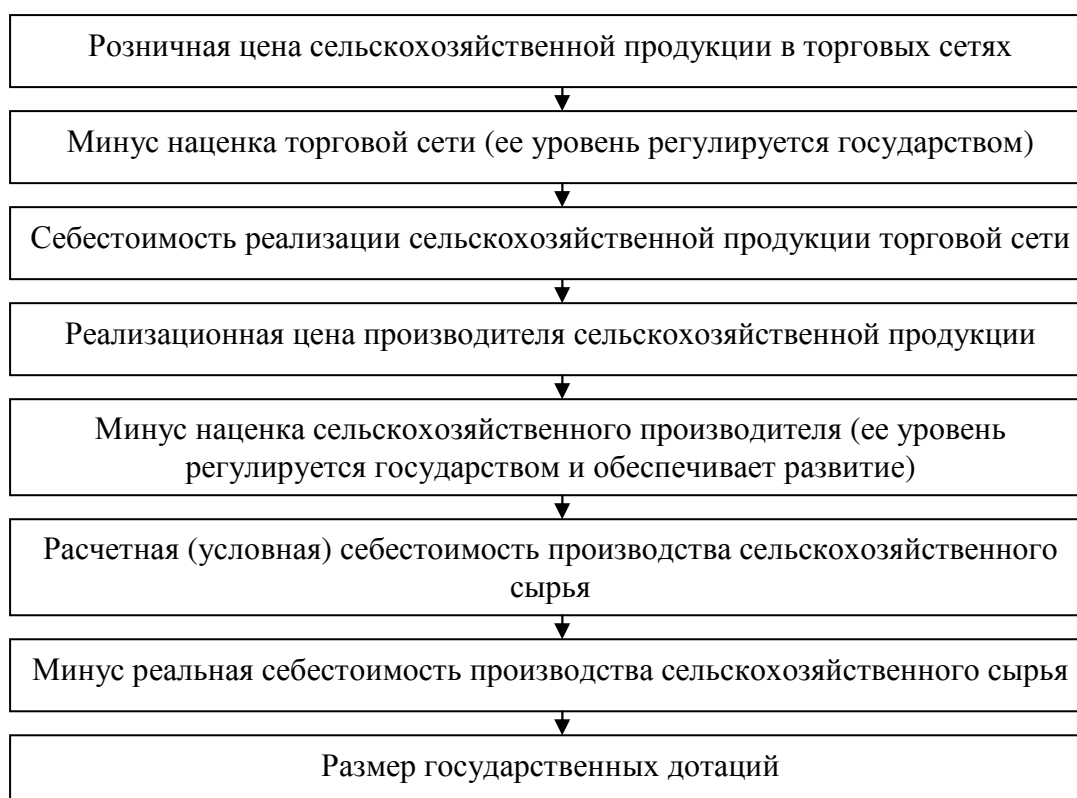 Розничная цена сельскохозяйственной продукции в торговых сетях
Минус наценка торговой сети (ее уровень регулируется государством)
Себестоимость реализации сельскохозяйственной продукции торговой сети
Реализационная цена производителя сельскохозяйственной продукции
Минус наценка сельскохозяйственного производителя (ее уровень
регулируется государством и обеспечивает развитие)
Расчетная (условная) себестоимость производства сельскохозяйственного
сырья
Минус реальная себестоимость производства сельскохозяйственного сырья
Размер государственных дотаций